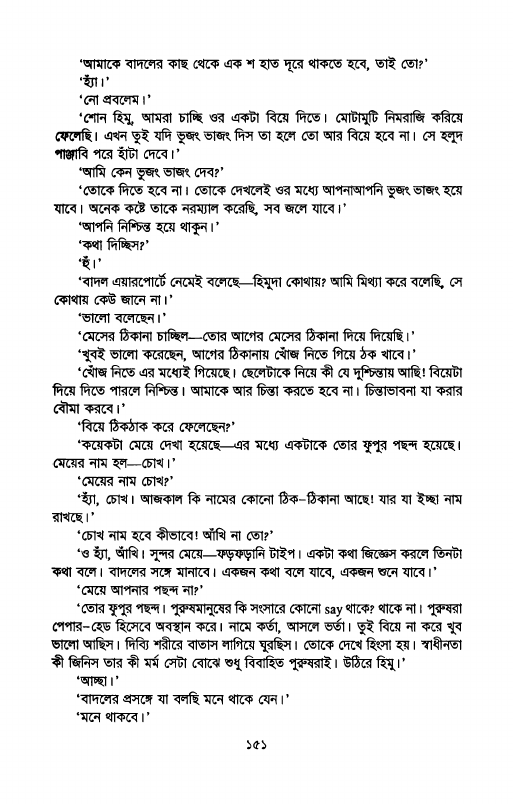 ‘আমাকে বাদলের কাছ থেকে এক শ হাত দূরে থাকতে হবে, তাই তো?’
‘হ্যাঁ।’
‘নো প্রবলেম।’
‘শোন হিমু, আমরা চাচ্ছি ওর একটা বিয়ে দিতে। মোটামুটি নিমরাজি করিয়ে
ফেলেছি। এখন তুই যদি ভুজং ভাজং দিস তা হলে তো আর বিয়ে হবে না। সে হলুদ
পাঞ্জাবি পরে হাঁটা দেবে।’
‘আমি কেন ভুজং ভাজং দেব?’
‘তোকে দিতে হবে না। তোকে দেখলেই ওর মধ্যে আপনাআপনি ভুজং ভাজং হয়ে
যাবে। অনেক কষ্টে তাকে নরম্যাল করেছি, সব জলে যাবে।’
‘আপনি নিশ্চিন্ত হয়ে থাকুন।’
‘কথা দিচ্ছিস?’
‘হুঁ।’
‘বাদল এয়ারপোর্টে নেমেই বলেছে—হিমুদা কোথায়? আমি মিথ্যা করে বলেছি, সে
কোথায় কেউ জানে না।’
‘ভালো বলেছেন।’
‘মেসের ঠিকানা চাচ্ছিল—তোর আগের মেসের ঠিকানা দিয়ে দিয়েছি।’
‘খুবই ভালো করেছেন, আগের ঠিকানায় খোঁজ নিতে গিয়ে ঠক খাবে।’
‘খোঁজ নিতে এর মধ্যেই গিয়েছে। ছেলেটাকে নিয়ে কী যে দুশ্চিন্তায় আছি! বিয়েটা
দিয়ে দিতে পারলে নিশ্চিন্ত। আমাকে আর চিন্তা করতে হবে না। চিন্তাভাবনা যা করার
বৌমা করবে।’
‘বিয়ে ঠিকঠাক করে ফেলেছেন?’
‘কয়েকটা মেয়ে দেখা হয়েছে—এর মধ্যে একটাকে তোর ফুপুর পছন্দ হয়েছে।
মেয়ের নাম হল—চোখ।’
‘মেয়ের নাম চোখ?’
‘হ্যাঁ, চোখ। আজকাল কি নামের কোনো ঠিক-ঠিকানা আছে! যার যা ইচ্ছা নাম
রাখছে।’
‘চোখ নাম হবে কীভাবে! আঁখি না তো?’
‘ও হ্যাঁ, আঁখি। সুন্দর মেয়ে—ফড়ফড়ানি টাইপ। একটা কথা জিজ্ঞেস করলে তিনটা
কথা বলে। বাদলের সঙ্গে মানাবে। একজন কথা বলে যাবে, একজন শুনে যাবে।’
‘মেয়ে আপনার পছন্দ না?’
‘তোর ফুপুর পছন্দ। পুরুষমানুষের কি সংসারে কোনো say থাকে? থাকে না। পুরুষরা
পেপার-হেড হিসেবে অবস্থান করে। নামে কর্তা, আসলে ভর্তা। তুই বিয়ে না করে খুব
ভালো আছিস। দিব্যি শরীরে বাতাস লাগিয়ে ঘুরছিস। তোকে দেখে হিংসা হয়। স্বাধীনতা
কী জিনিস তার কী মর্ম সেটা বোঝে শুধু বিবাহিত পুরুষরাই। উঠিরে হিমু।’
‘আচ্ছা।’
‘বাদলের প্রসঙ্গে যা বলছি মনে থাকে যেন।’
‘মনে থাকবে।’
১৫১